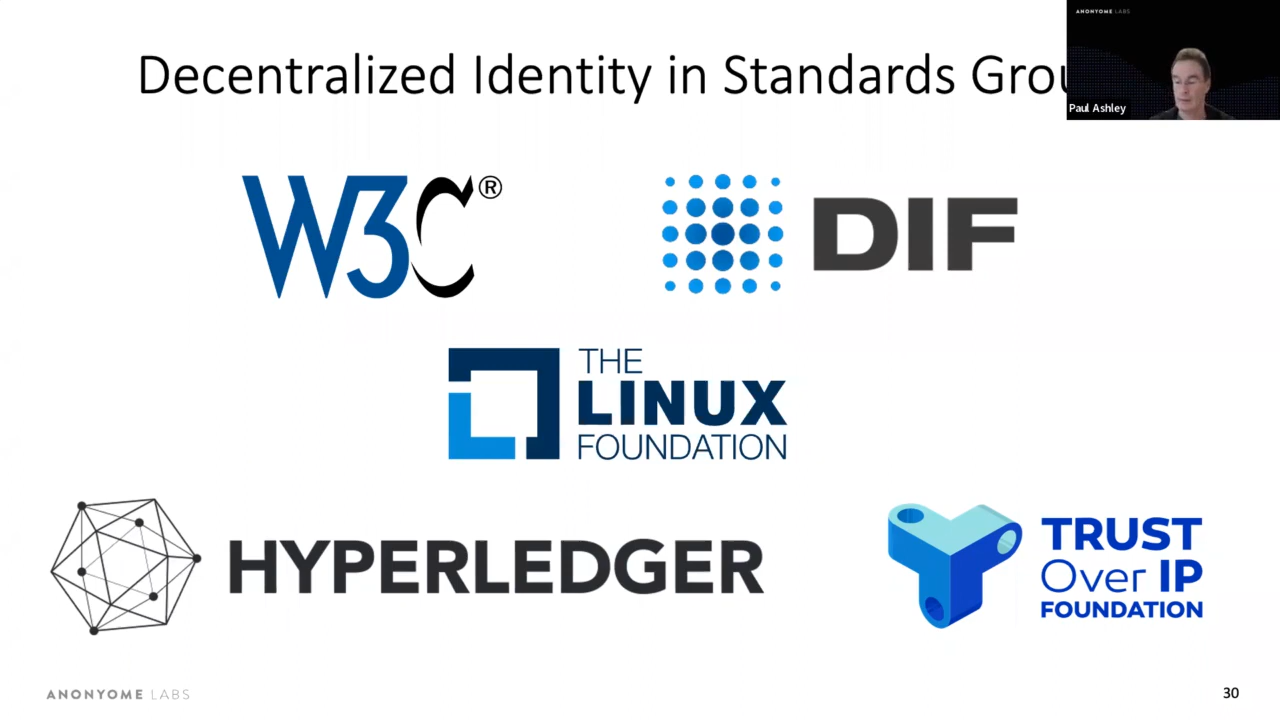 ANONYOME LABS
Decentralized Identity in Standards Grou
Paul Ashley
W3C®
DIF
THE
LINUX
FOUNDATION
HYPERLEDGER
TRUST
Over IP
FOUNDATION
ANONYOME LABS
30